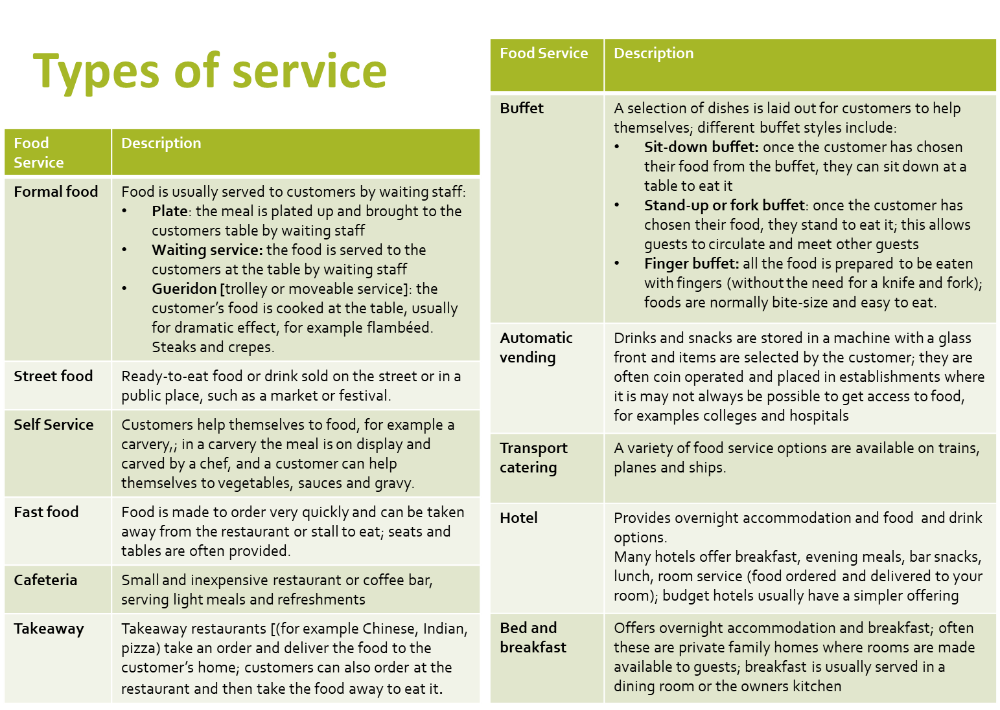 Types of service
Food
Service
Description
Formal food
Food is usually served to customers by waiting staff:
• Plate: the meal is plated up and brought to the
customers table by waiting staff
• Waiting service: the food is served to the
customers at the table by waiting staff
• Gueridon [trolley or moveable service]: the
customer’s food is cooked at the table, usually
for dramatic effect, for example flambéed.
Steaks and crepes.
Street food
Ready-to-eat food or drink sold on the street or in a
public place, such as a market or festival.
Self Service
Customers help themselves to food, for example a
carvery,; in a carvery the meal is on display and
carved by a chef, and a customer can help
themselves to vegetables, sauces and gravy.
Fast food
Food is made to order very quickly and can be taken
away from the restaurant or stall to eat; seats and
tables are often provided.
Cafeteria
Small and inexpensive restaurant or coffee bar,
serving light meals and refreshments
Takeaway
Takeaway restaurants [(for example Chinese, Indian,
pizza) take an order and deliver the food to the
customer’s home; customers can also order at the
restaurant and then take the food away to eat it.
Food Service
Description
Buffet
A selection of dishes is laid out for customers to help
themselves; different buffet styles include:
• Sit-down buffet: once the customer has chosen
their food from the buffet, they can sit down at a
table to eat it
• Stand-up or fork buffet: once the customer has
chosen their food, they stand to eat it; this allows
guests to circulate and meet other guests
• Finger buffet: all the food is prepared to be eaten
with fingers (without the need for a knife and fork);
foods are normally bite-size and easy to eat.
Automatic
vending
Drinks and snacks are stored in a machine with a glass
front and items are selected by the customer; they are
often coin operated and placed in establishments where
it is may not always be possible to get access to food,
for examples colleges and hospitals
Transport
catering
A variety of food service options are available on trains,
planes and ships.
Hotel
Provides overnight accommodation and food and drink
options.
Many hotels offer breakfast, evening meals, bar snacks,
lunch, room service (food ordered and delivered to your
room); budget hotels usually have a simpler offering
Bed and
breakfast
Offers overnight accommodation and breakfast; often
these are private family homes where rooms are made
available to guests; breakfast is usually served in a
dining room or the owners kitchen